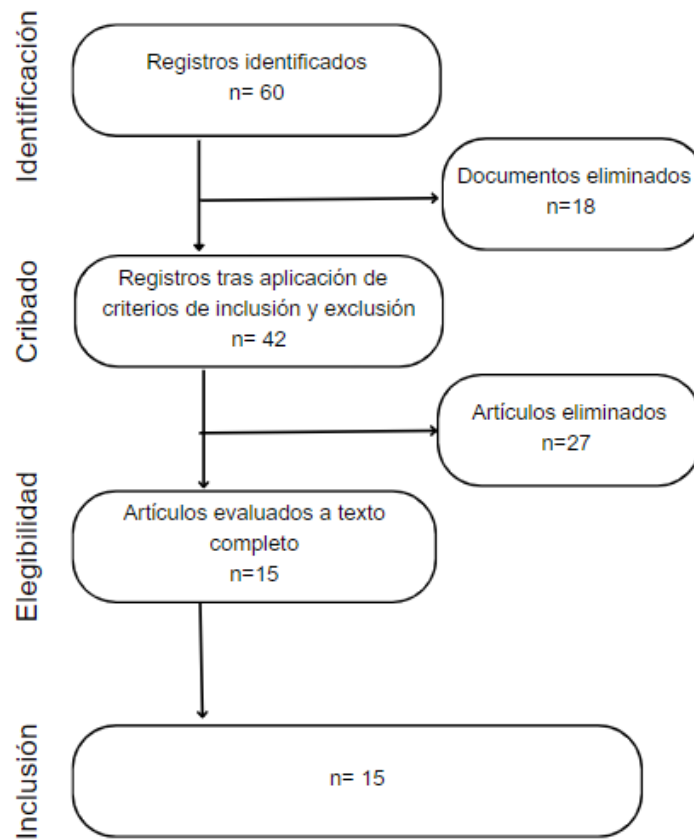 Identificación
Registros identificados
n= 60
Documentos eliminados
n=18
Cribado
Registros tras aplicación de
criterios de inclusión y exclusión
n= 42
Artículos eliminados
n=27
Elegibilidad
Artículos evaluados a texto
completo
n=15
Inclusión
n= 15